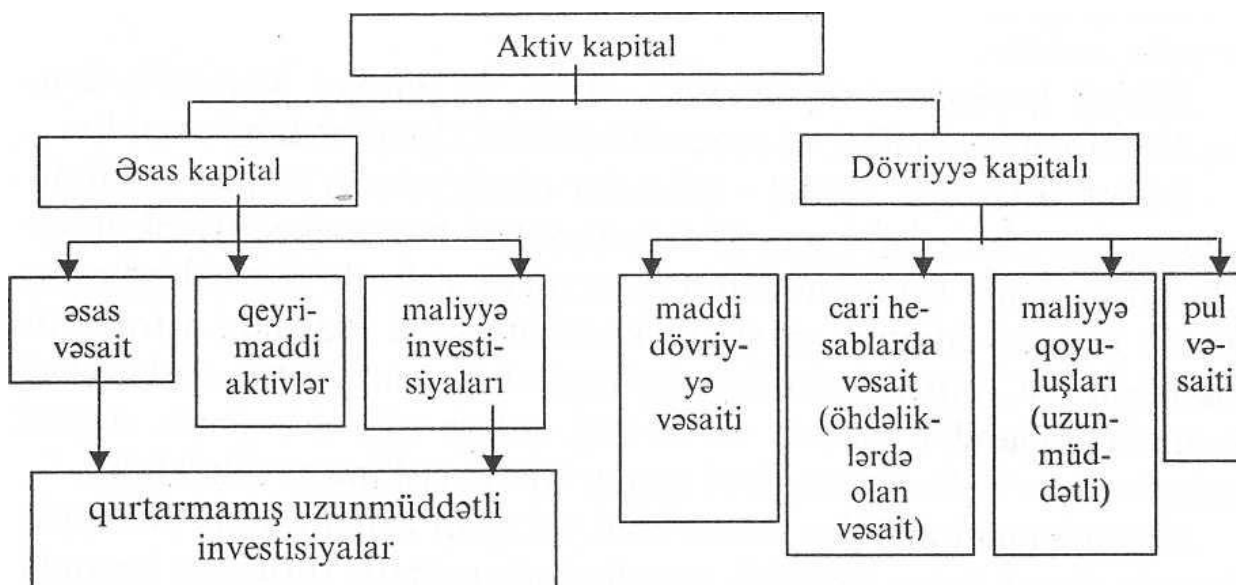 Aktiv kapital
Əsas kapital
Dövriyyə kapitalı
əsas
vəsait
qeyri-
maddi
aktivlər
maliyyə
investi-
siyaları
maddi
dövriy-
yə
vəsaiti
cari he-
sablarda
vəsait
(öhdəlik-
lərdə
olan
vəsait)
maliyyə
qoyu-
luşları
(uzun-
müd-
dətli)
pul
və-
saiti
qurtarmamış uzunmüddətli
investisiyalar